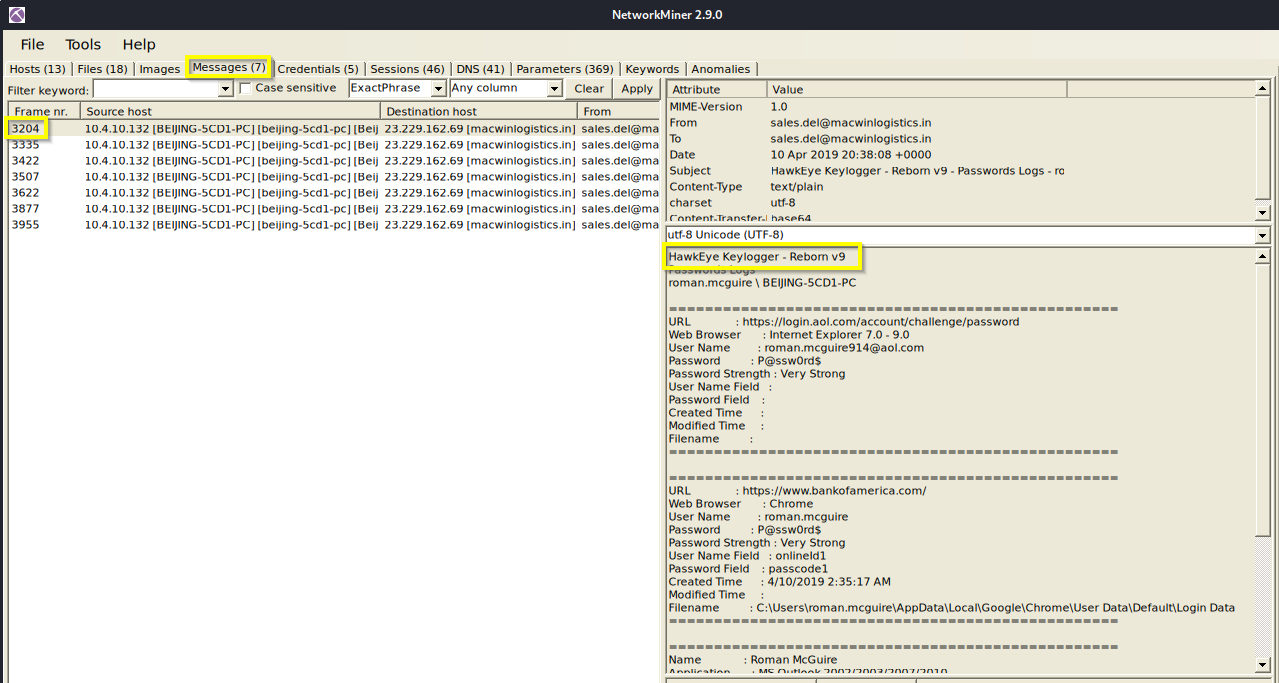 NetworkMiner 2.9.0
File Tools Help
Hosts (13) Files (18) Images Messages (7) Credentials (5) Sessions (46) DNS (41) Parameters (369) Keywords Anomalies
Filter keyword: Case sensitive ExactPhrase Any column Clear Apply
Frame nr. Source host Destination host From
3204 10.4.10.132 [BEIJING-5CD1-PC] [beijing-5cd1-pc] [Beij 23.229.162.69 [macwinlogistics.in] sales.del@ma
3335 10.4.10.132 [BEIJING-5CD1-PC] [beijing-5cd1-pc] [Beij 23.229.162.69 [macwinlogistics.in] sales.del@ma
3422 10.4.10.132 [BEIJING-5CD1-PC] [beijing-5cd1-pc] [Beij 23.229.162.69 [macwinlogistics.in] sales.del@ma
3507 10.4.10.132 [BEIJING-5CD1-PC] [beijing-5cd1-pc] [Beij 23.229.162.69 [macwinlogistics.in] sales.del@ma
3622 10.4.10.132 [BEIJING-5CD1-PC] [beijing-5cd1-pc] [Beij 23.229.162.69 [macwinlogistics.in] sales.del@ma
3877 10.4.10.132 [BEIJING-5CD1-PC] [beijing-5cd1-pc] [Beij 23.229.162.69 [macwinlogistics.in] sales.del@ma
3955 10.4.10.132 [BEIJING-5CD1-PC] [beijing-5cd1-pc] [Beij 23.229.162.69 [macwinlogistics.in] sales.del@ma
Attribute Value
MIME-Version 1.0
From sales.del@macwinlogistics.in
To sales.del@macwinlogistics.in
Date 10 Apr 2019 20:38:08 +0000
Subject HawkEye Keylogger - Reborn v9 - Passwords Logs - ro
Content-Type text/plain
charset utf-8
Content-Transfer- base64
utf-8 Unicode (UTF-8)
HawkEye Keylogger - Reborn v9
Passwords Logs
roman.mcguire \ BEIJING-5CD1-PC
==================================================
URL : https://login.aol.com/account/challenge/password
Web Browser : Internet Explorer 7.0 - 9.0
User Name : roman.mcguire914@aol.com
Password : P@ssw0rd$
Password Strength : Very Strong
User Name Field :
Password Field :
Created Time :
Modified Time :
Filename :
==================================================
==================================================
URL : https://www.bankofamerica.com/
Web Browser : Chrome
User Name : roman.mcguire
Password : P@ssw0rd$
Password Strength : Very Strong
User Name Field : onlineId1
Password Field : passcode1
Created Time : 4/10/2019 2:35:17 AM
Modified Time :
Filename : C:\Users\roman.mcguire\AppData\Local\Google\Chrome\User Data\Default\Login Data
==================================================
==================================================
Name : Roman McGuire
Application : MS Outlook 2002/2003/2007/2010